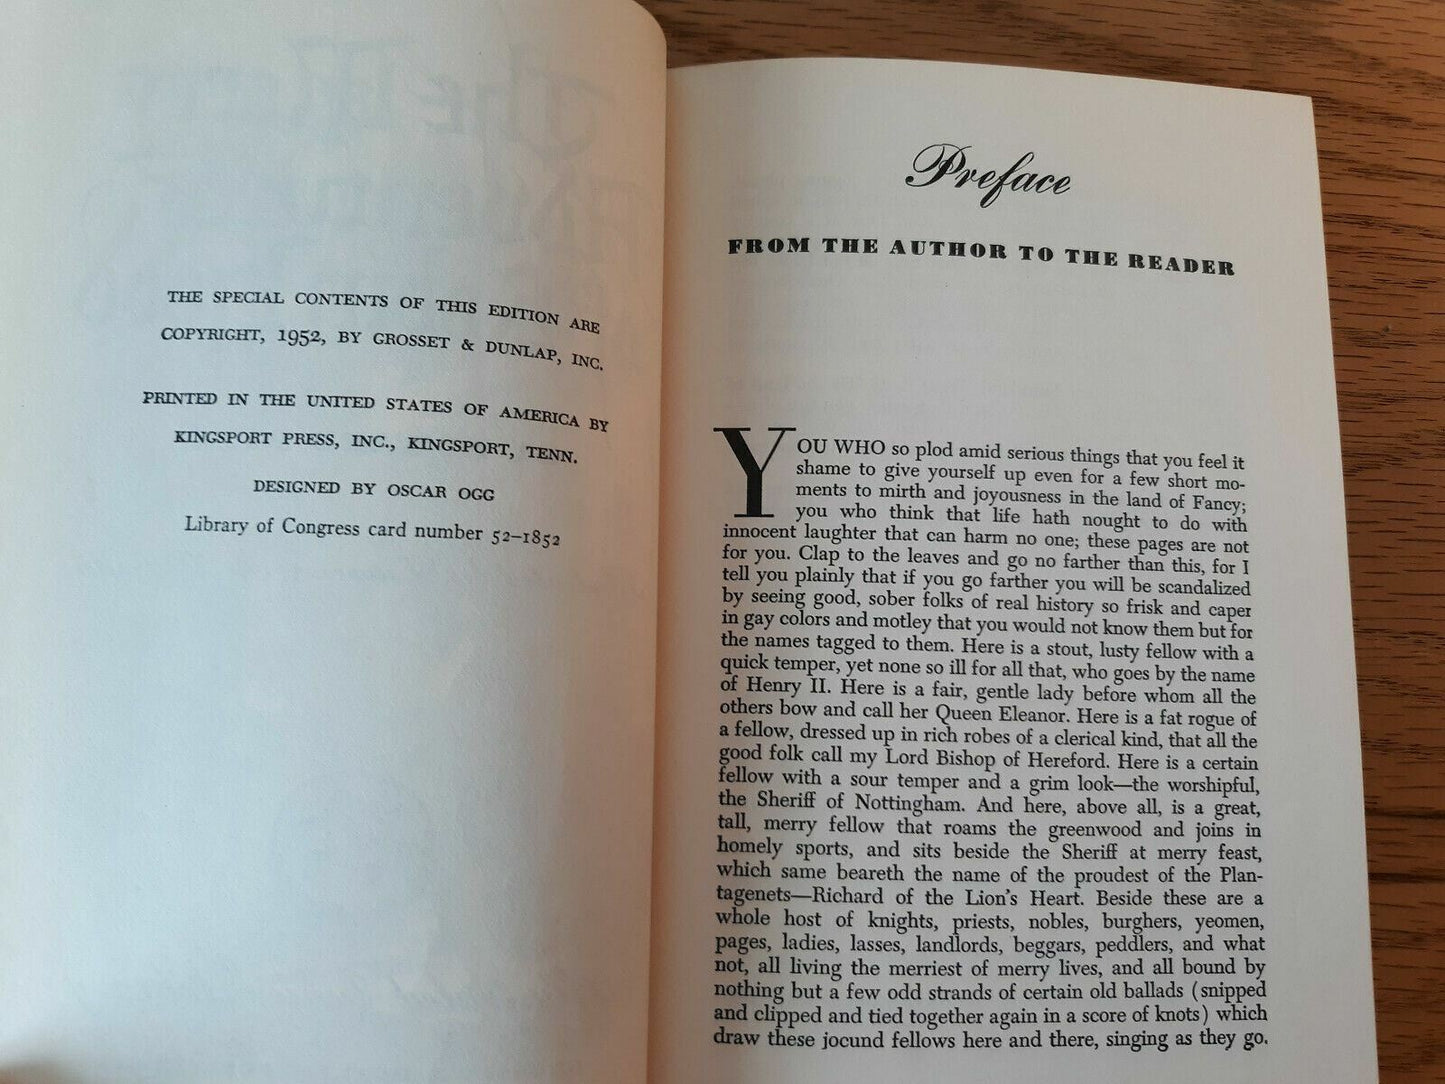 THE SPECIAL CONTENTS OF THIS EDITION ARE
COPYRIGHT, 1952, BY GROSSET & DUNLAP, INC.
PRINTED IN THE UNITED STATES OF AMERICA BY
KINGSPORT PRESS, INC., KINGSPORT, TENN.
DESIGNED BY OSCAR OGG
Library of Congress card number 52–1852
Preface
FROM THE AUTHOR TO THE READER
YOU WHO so plod amid serious things that you feel it
shame to give yourself up even for a few short mo-
ments to mirth and joyousness in the land of Fancy;
you who think that life hath nought to do with
innocent laughter that can harm no one; these pages are not
for you. Clap to the leaves and go no farther than this, for I
tell you plainly that if you go farther you will be scandalized
by seeing good, sober folks of real history so frisk and caper
in gay colors and motley that you would not know them but for
the names tagged to them. Here is a stout, lusty fellow with a
quick temper, yet none so ill for all that, who goes by the name
of Henry II. Here is a fair, gentle lady before whom all the
others bow and call her Queen Eleanor. Here is a fat rogue of
a fellow, dressed up in rich robes of a clerical kind, that all the
good folk call my Lord Bishop of Hereford. Here is a certain
fellow with a sour temper and a grim look—the worshipful,
the Sheriff of Nottingham. And here, above all, is a great,
tall, merry fellow that roams the greenwood and joins in
homely sports, and sits beside the Sheriff at merry feast,
which same beareth the name of the proudest of the Plan-
tagenets—Richard of the Lion's Heart. Beside these are a
whole host of knights, priests, nobles, burghers, yeomen,
pages, ladies, lasses, landlords, beggars, peddlers, and what
not, all living the merriest of merry lives, and all bound by
nothing but a few odd strands of certain old ballads (snipped
and clipped and tied together again in a score of knots) which
draw these jocund fellows here and there, singing as they go.